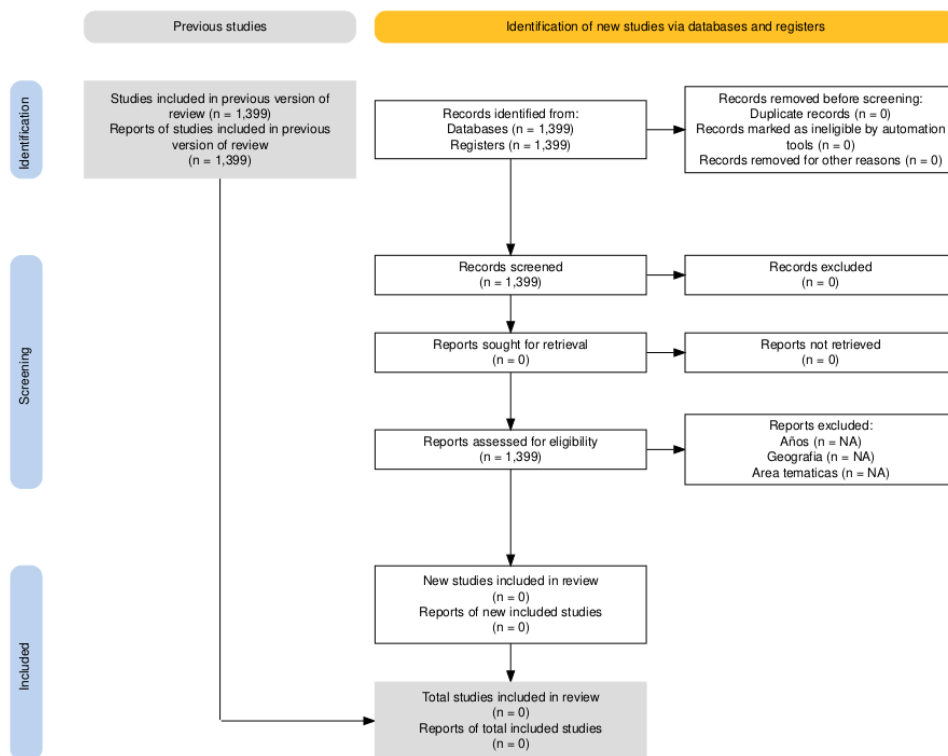 Previous studies
Identification of new studies via databases and registers
Identification
Studies included in previous version of
review (n = 1,399)
Reports of studies included in previous
version of review
(n = 1,399)
Records identified from:
Databases (n = 1,399)
Registers (n = 1,399)
Records removed before screening:
Duplicate records (n = 0)
Records marked as ineligible by automation
tools (n = 0)
Records removed for other reasons (n = 0)
Screening
Records screened
(n = 1,399)
Records excluded
(n = 0)
Reports sought for retrieval
(n = 0)
Reports not retrieved
(n = 0)
Reports assessed for eligibility
(n = 1,399)
Reports excluded:
Años (n = NA)
Geografia (n = NA)
Area tematicas (n = NA)
Included
New studies included in review
(n = 0)
Reports of new included studies
(n = 0)
Total studies included in review
(n = 0)
Reports of total included studies
(n = 0)